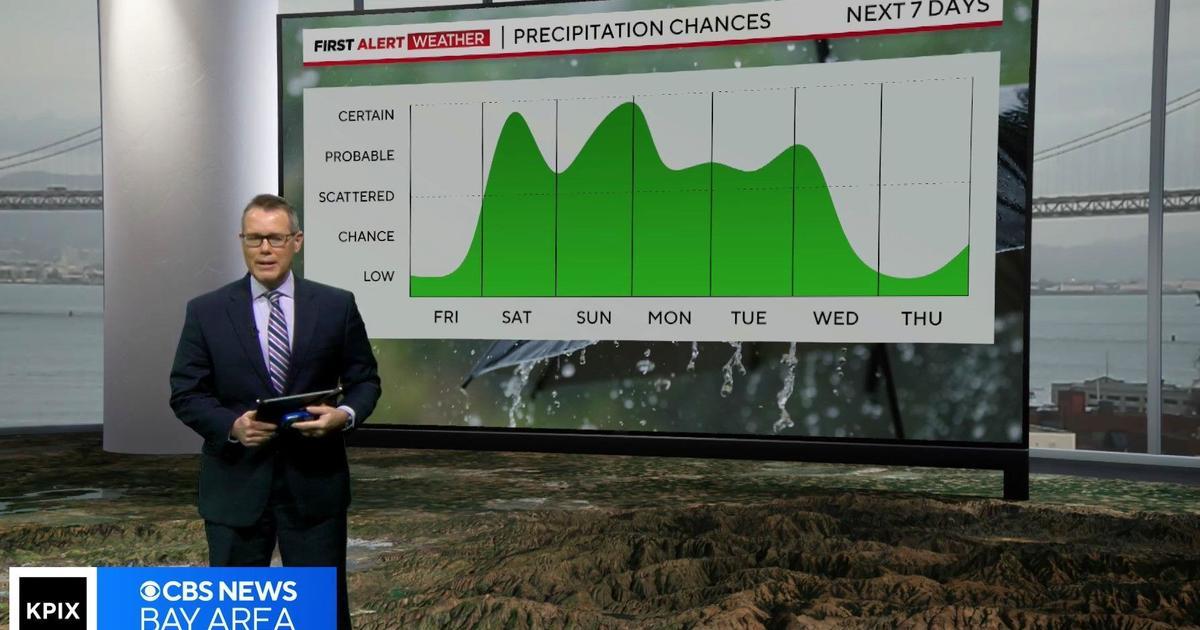 FIRST ALERT WEATHER | PRECIPITATION CHANCES NEXT 7 DAYS
CERTAIN
PROBABLE
SCATTERED
CHANCE
LOW
FRI SAT SUN MON TUE WED THU
KPIX
CBS NEWS
BAY AREA